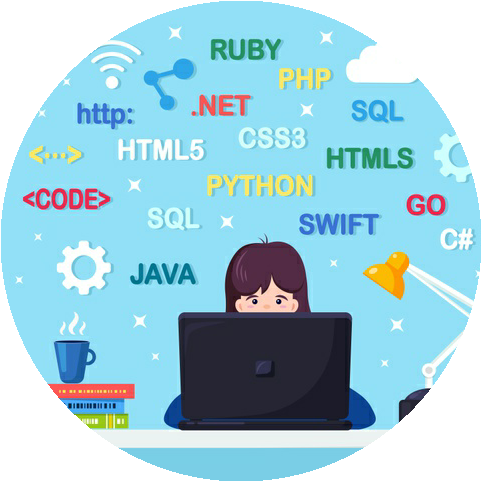 RUBY
PHP
http:
.NET
SQL
<···>
HTML5
CSS3
HTMLS
<CODE>
PYTHON
SQL
SWIFT
GO
C#
JAVA